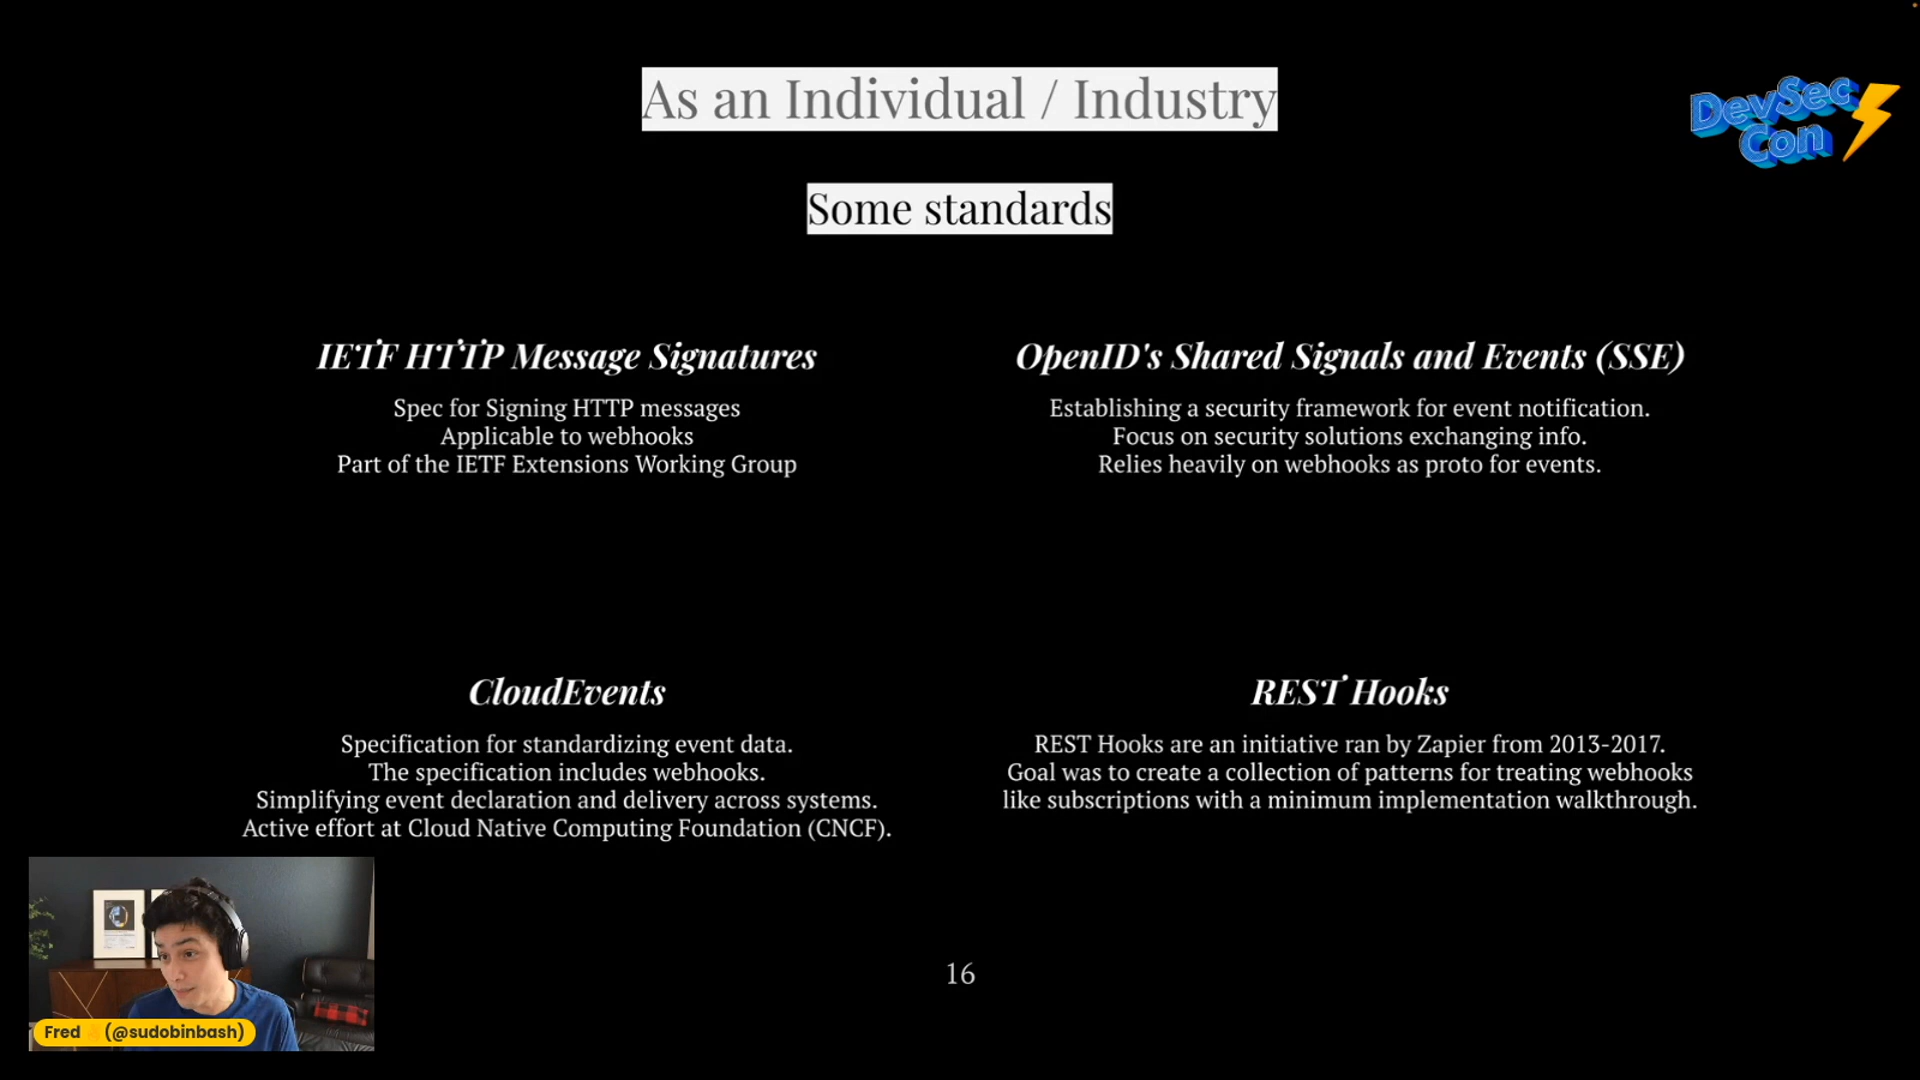 As an Individual / Industry
DevSec
Con
Some standards
IETF HTTP Message Signatures
Spec for Signing HTTP messages
Applicable to webhooks
Part of the IETF Extensions Working Group
OpenID's Shared Signals and Events (SSE)
Establishing a security framework for event notification.
Focus on security solutions exchanging info.
Relies heavily on webhooks as proto for events.
CloudEvents
Specification for standardizing event data.
The specification includes webhooks.
Simplifying event declaration and delivery across systems.
Active effort at Cloud Native Computing Foundation (CNCF).
REST Hooks
REST Hooks are an initiative ran by Zapier from 2013-2017.
Goal was to create a collection of patterns for treating webhooks
like subscriptions with a minimum implementation walkthrough.
16
Fred (@sudobinbash)